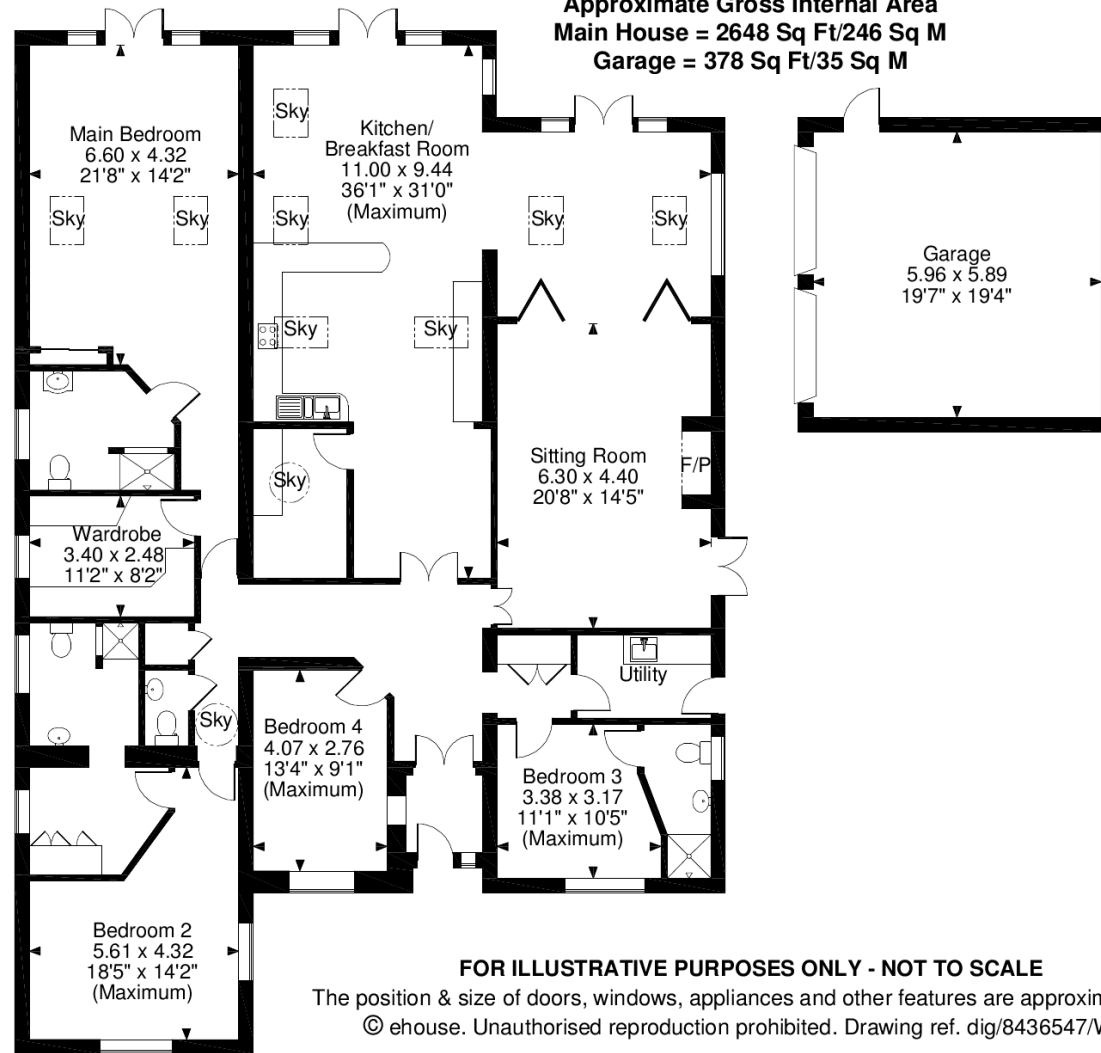 Approximate Gross Internal Area
Main House = 2648 Sq Ft/246 Sq M
Garage = 378 Sq Ft/35 Sq M
Main Bedroom
6.60 x 4.32
21'8" x 14'2"
Sky
Sky
Kitchen/
Breakfast Room
11.00 x 9.44
36'1" x 31'0"
(Maximum)
Sky
Sky
Sky
Sky
Sky
Sky
Garage
5.96 x 5.89
19'7" x 19'4"
Sitting Room
6.30 x 4.40
20'8" x 14'5"
F/P
Sky
Wardrobe
3.40 x 2.48
11'2" x 8'2"
Utility
Sky
Bedroom 4
4.07 x 2.76
13'4" x 9'1"
(Maximum)
Bedroom 3
3.38 x 3.17
11'1" x 10'5"
(Maximum)
Bedroom 2
5.61 x 4.32
18'5" x 14'2"
(Maximum)
FOR ILLUSTRATIVE PURPOSES ONLY - NOT TO SCALE
The position & size of doors, windows, appliances and other features are approxim
© ehouse. Unauthorised reproduction prohibited. Drawing ref. dig/8436547/